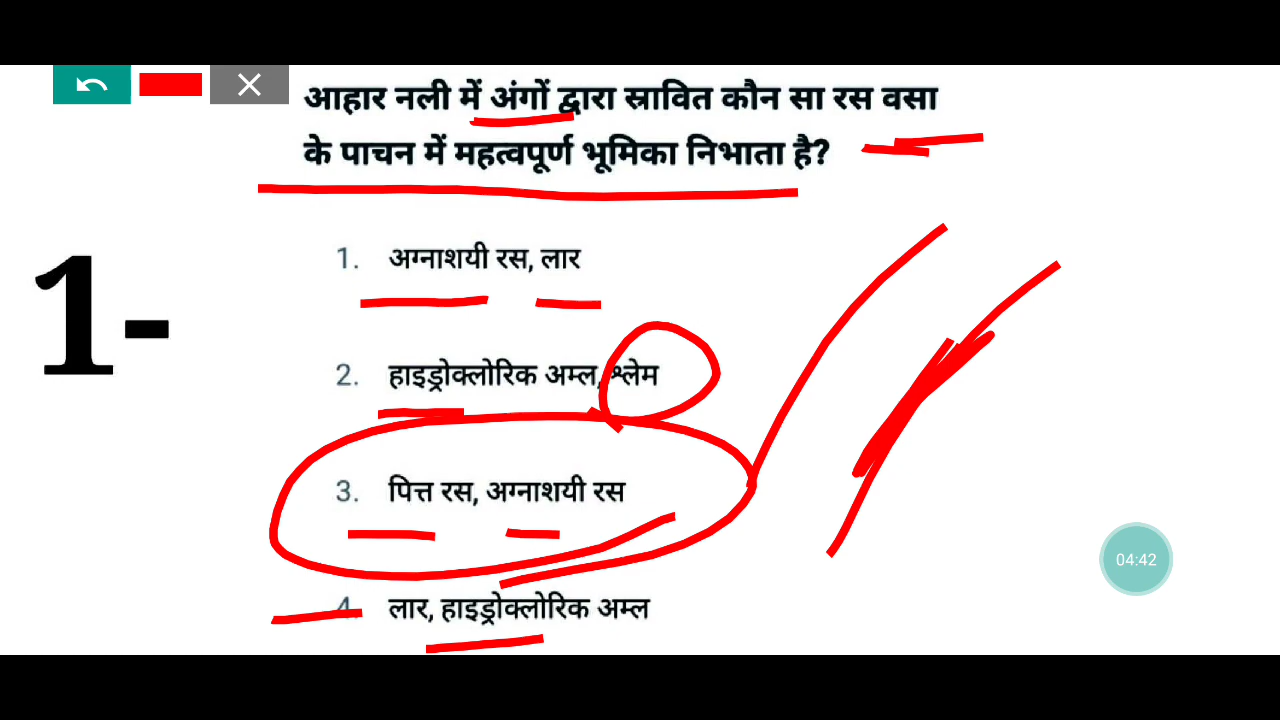 आहार नली में अंगों द्वारा स्रावित कौन सा रस वसा
के पाचन में महत्वपूर्ण भूमिका निभाता है?
1-
1. अग्नाशयी रस, लार
2. हाइड्रोक्लोरिक अम्ल, श्लेम
3. पित्त रस, अग्नाशयी रस
04:42
4. लार, हाइड्रोक्लोरिक अम्ल